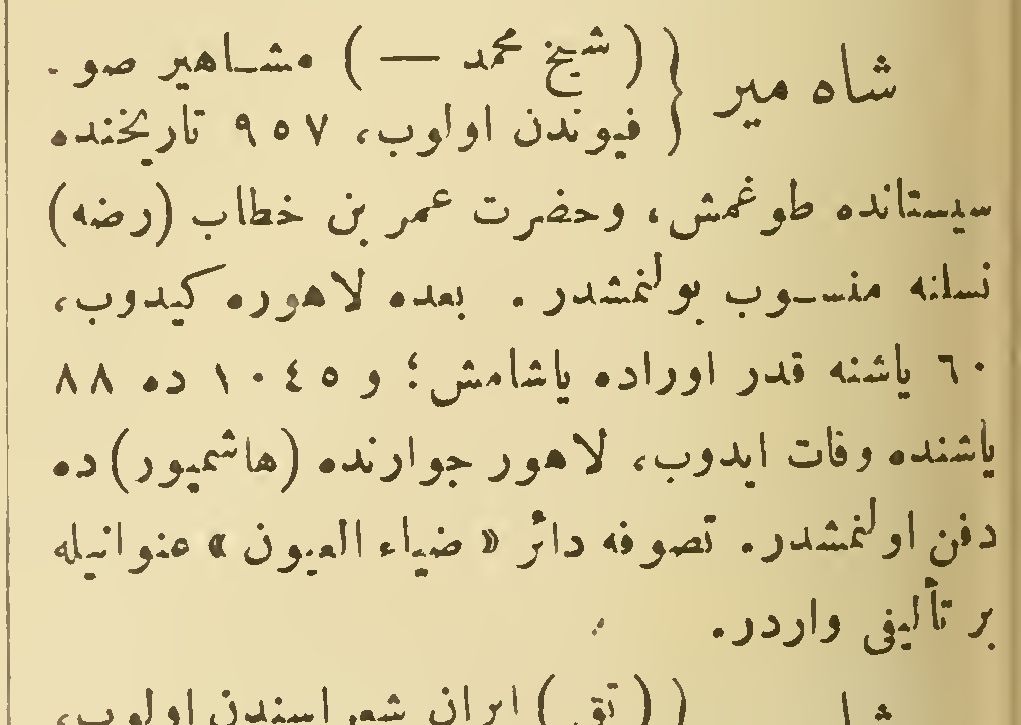 شاه مير { ( شيخ محمد — ) مشاهير صو -
فيوندن اولوب، ٩٥٧ تاريخنده
سيستانده طوغمش، وحضرت عمر بن خطاب (رضه)
نسلنه منسوب بولنمشدر. بعده لاهوره كيدوب،
٦٠ ياشنه قدر اوراده ياشامش؛ و ١٠٤٥ ده ٨٨
ياشنده وفات ايدوب، لاهور جوارنده (هاشمپور) ده
دفن اولنمشدر. تصوفه دائر « ضياء العيون » عنوانيله
بر تأليفى واردر.
( تقى ) ايران شعراسندن اولوب،